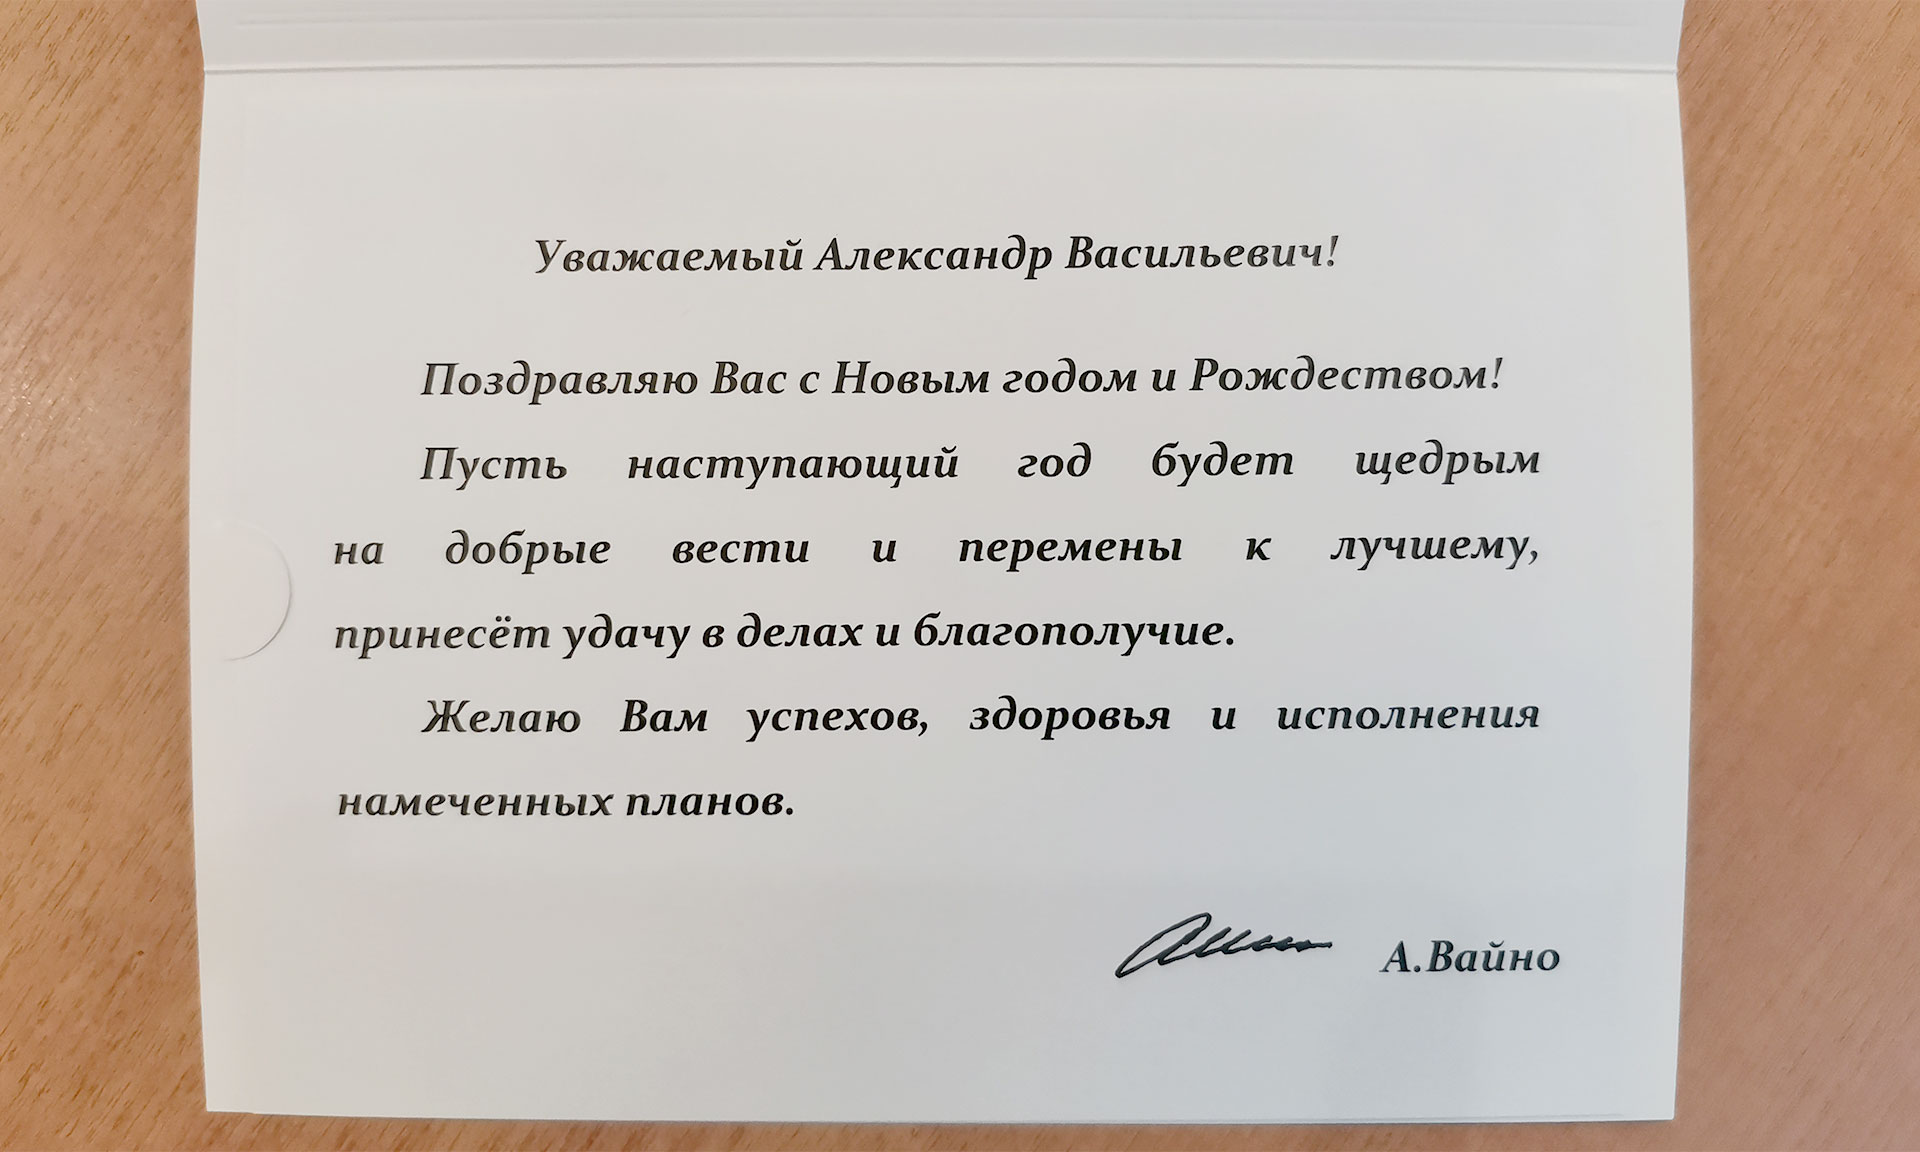 Уважаемый Александр Васильевич!
Поздравляю Вас с Новым годом и Рождеством!
Пусть наступающий год будет щедрым
на добрые вести и перемены к лучшему,
принесёт удачу в делах и благополучие.
Желаю Вам успехов, здоровья и исполнения
намеченных планов.
А.Вайно